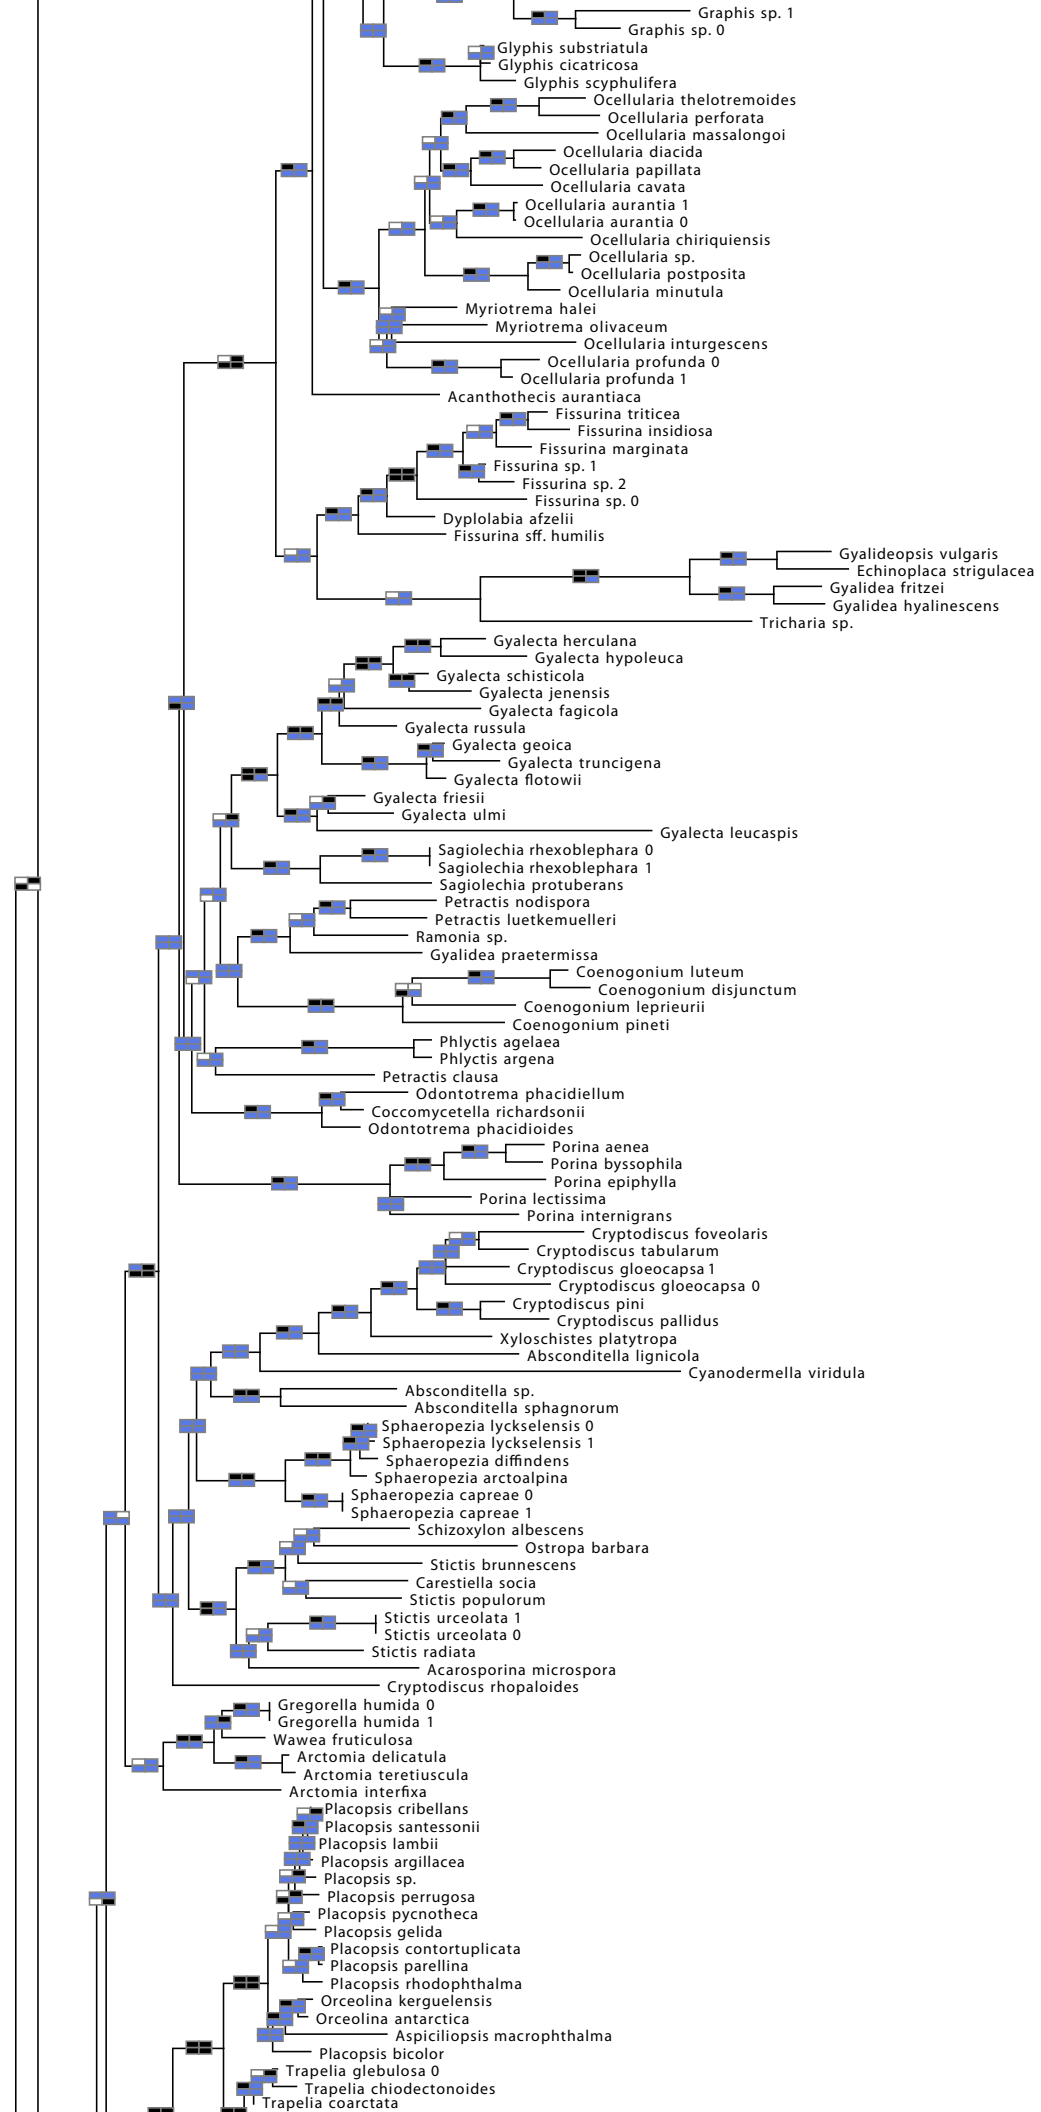 Graphis sp. 1
Graphis sp. 0
Glyphis substriatula
Glyphis cicatricosa
Glyphis scyphulifera
Ocellularia thelotremoides
Ocellularia perforata
Ocellularia massalongoi
Ocellularia diacida
Ocellularia papillata
Ocellularia cavata
Ocellularia aurantia 1
Ocellularia aurantia 0
Ocellularia chiriquiensis
Ocellularia sp.
Ocellularia postposita
Ocellularia minutula
Myriotrema halei
Myriotrema olivaceum
Ocellularia inturgescens
Ocellularia profunda 0
Ocellularia profunda 1
Acanthothecis aurantiaca
Fissurina triticea
Fissurina insidiosa
Fissurina marginata
Fissurina sp. 1
Fissurina sp. 2
Fissurina sp. 0
Dyplolabia afzelii
Fissurina sff. humilis
Gyalideopsis vulgaris
Echinoplaca strigulacea
Gyalidea fritzei
Gyalidea hyalinescens
Tricharia sp.
Gyalecta herculana
Gyalecta hypoleuca
Gyalecta schisticola
Gyalecta jenensis
Gyalecta fagicola
Gyalecta russula
Gyalecta geoica
Gyalecta truncigena
Gyalecta flotowii
Gyalecta friesii
Gyalecta ulmi
Gyalecta leucaspis
Sagiolechia rhexoblephara 0
Sagiolechia rhexoblephara 1
Sagiolechia protuberans
Petractis nodispora
Petractis luetkemuelleri
Ramonia sp.
Gyalidea praetermissa
Coenogonium luteum
Coenogonium disjunctum
Coenogonium leprieurii
Coenogonium pineti
Phlyctis agelaea
Phlyctis argena
Petractis clausa
Odontotrema phacidiellum
Coccomycetella richardsonii
Odontotrema phacidioides
Porina aenea
Porina byssophila
Porina epiphylla
Porina lectissima
Porina internigrans
Cryptodiscus foveolaris
Cryptodiscus tabularum
Cryptodiscus gloeocapsa 1
Cryptodiscus gloeocapsa 0
Cryptodiscus pini
Cryptodiscus pallidus
Xyloschistes platytropa
Absconditella lignicola
Cyanodermella viridula
Absconditella sp.
Absconditella sphagnorum
Sphaeropezia lyckselensis 0
Sphaeropezia lyckselensis 1
Sphaeropezia diffindens
Sphaeropezia arctoalpina
Sphaeropezia capreae 0
Sphaeropezia capreae 1
Schizoxylon albescens
Ostropa barbara
Stictis brunnescens
Carestiella socia
Stictis populorum
Stictis urceolata 1
Stictis urceolata 0
Stictis radiata
Acarosporina microspora
Cryptodiscus rhopaloides
Gregorella humida 0
Gregorella humida 1
Wawea fruticulosa
Arctomia delicatula
Arctomia teretiuscula
Arctomia interfixa
Placopsis cribellans
Placopsis santessonii
Placopsis lambii
Placopsis argillacea
Placopsis sp.
Placopsis perrugosa
Placopsis pycnotheca
Placopsis gelida
Placopsis contortuplicata
Placopsis parellina
Placopsis rhodophthalma
Orceolina kerguelensis
Orceolina antarctica
Aspiciliopsis macrophthalma
Placopsis bicolor
Trapelia glebulosa 0
Trapelia chiodectonoides
Trapelia coarctata